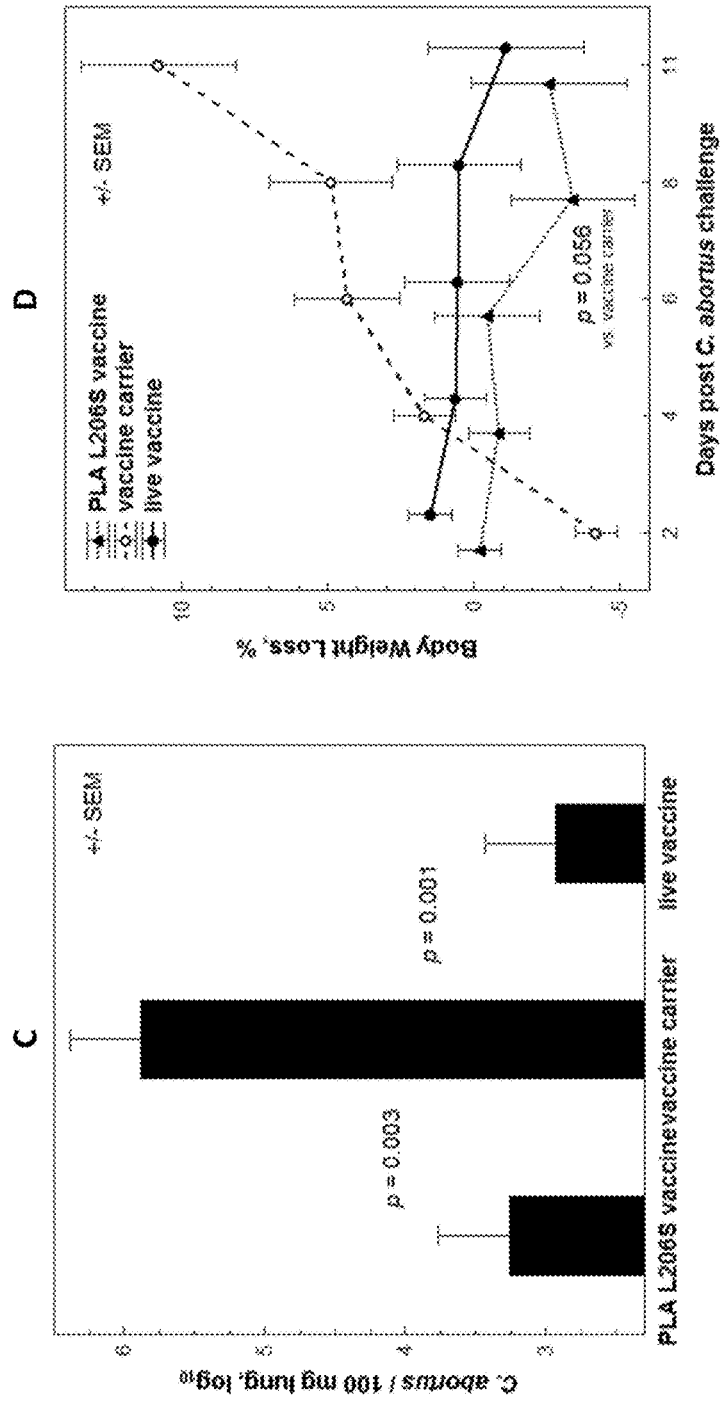 C
+/- SEM
p = 0.003
p = 0.001
6
5
4
3
C. abortus / 100 mg lung, log10
PLA L206S vaccine
vaccine carrier
live vaccine
D
PLA L206S vaccine
vaccine carrier
live vaccine
+/- SEM
p = 0.056
vs. vaccine carrier
10
5
0
-5
Body Weight Loss, %
2
4
6
8
11
Days post C. abortus challenge